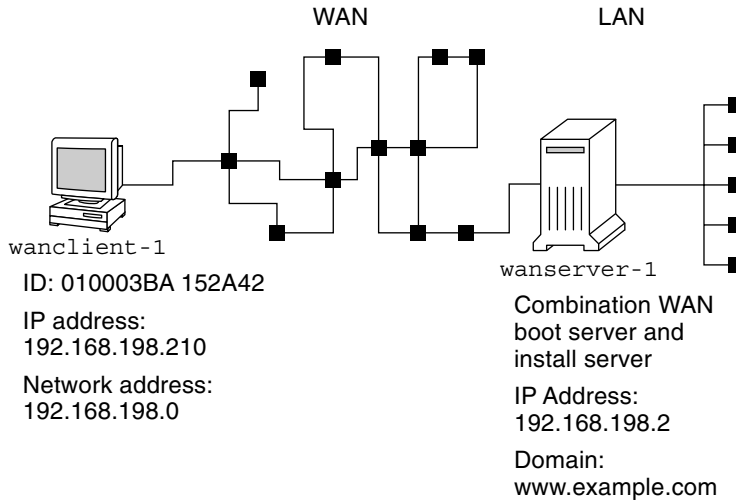 WAN
LAN
wanclient-1
ID: 010003BA 152A42
IP address:
192.168.198.210
Network address:
192.168.198.0
wanserver-1
Combination WAN
boot server and
install server
IP Address:
192.168.198.2
Domain:
www.example.com